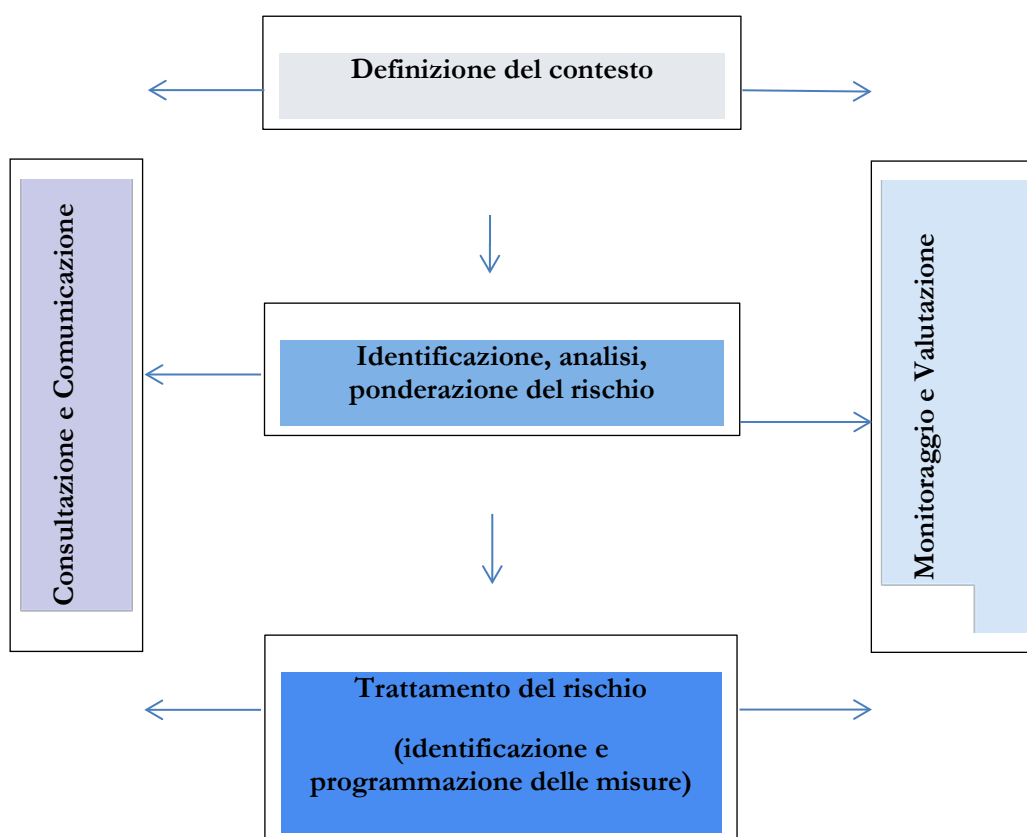 Definizione del contesto
Consultazione e Comunicazione
Identificazione, analisi,
ponderazione del rischio
Monitoraggio e Valutazione
Trattamento del rischio
(identificazione e
programmazione delle misure)